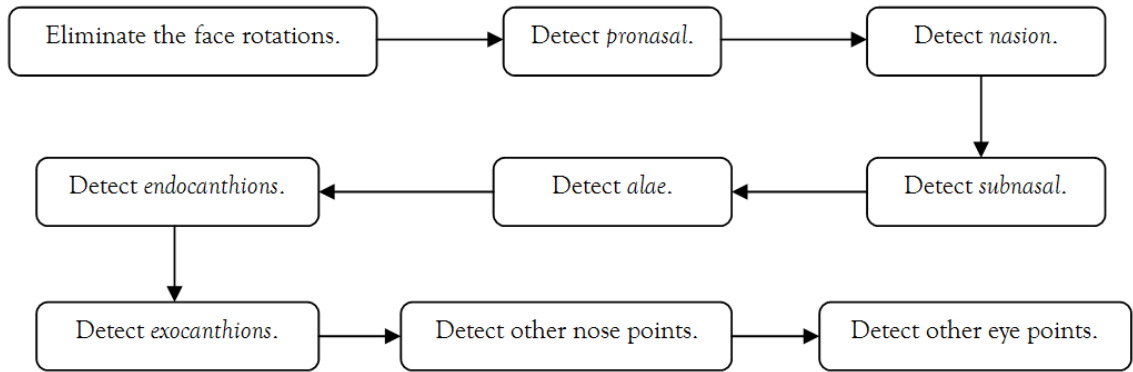 Eliminate the face rotations.
Detect pronasal.
Detect nasion.
Detect subnasal.
Detect alae.
Detect endocanthions.
Detect exocanthions.
Detect other nose points.
Detect other eye points.